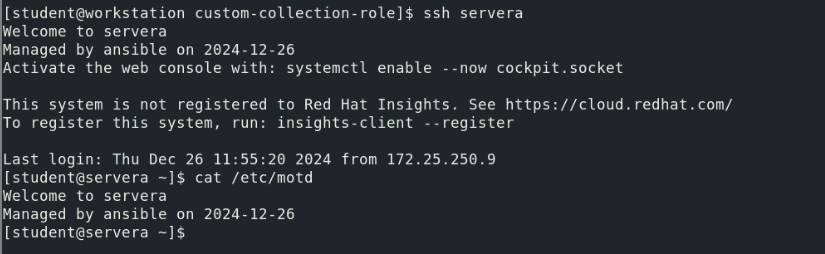 [student@workstation custom-collection-role]$ ssh servera
Welcome to servera
Managed by ansible on 2024-12-26
Activate the web console with: systemctl enable --now cockpit.socket
This system is not registered to Red Hat Insights. See https://cloud.redhat.com/
To register this system, run: insights-client --register
Last login: Thu Dec 26 11:55:20 2024 from 172.25.250.9
[student@servera ~]$ cat /etc/motd
Welcome to servera
Managed by ansible on 2024-12-26
[student@servera ~]$